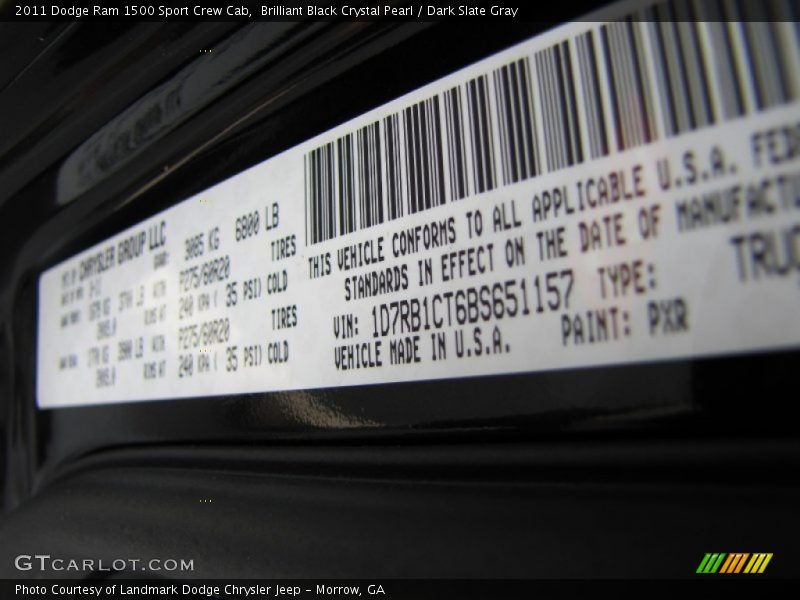 2011 Dodge Ram 1500 Sport Crew Cab,  Brilliant Black Crystal Pearl / Dark Slate Gray
CHRYSLER GROUP LLC
3085 KG 6800 LB
TIRES
P275/60R20
240 KPA ( 35 PSI) COLD
TIRES
P275/60R20
240 KPA ( 35 PSI) COLD
THIS VEHICLE CONFORMS TO ALL APPLICABLE U.S.A.
STANDARDS IN EFFECT ON THE DATE OF
VIN: 1D7RB1CT6BS651157 TYPE:
VEHICLE MADE IN U.S.A. PAINT: PXR
GTCARLOT.COM
Photo Courtesy of Landmark Dodge Chrysler Jeep - Morrow, GA